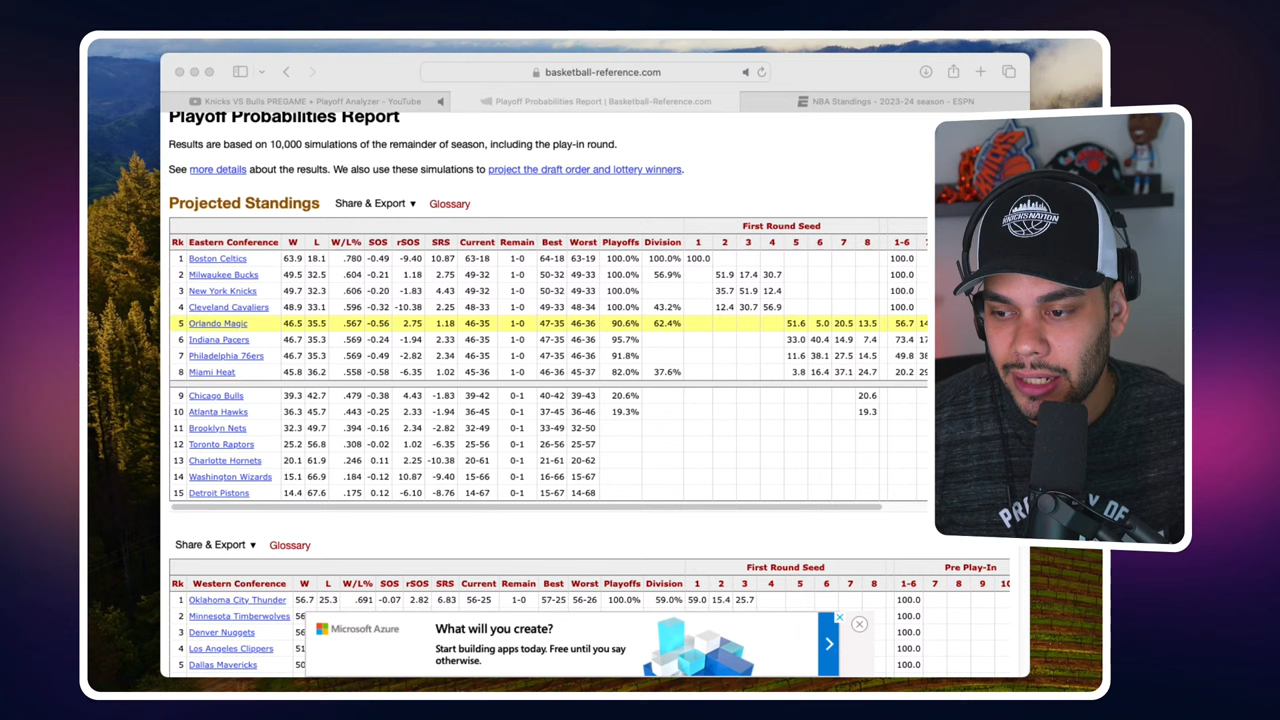 basketball-reference.com
Knicks VS Bulls PREGAME + Playoff Analyzer - YouTube
Playoff Probabilities Report | Basketball-Reference.com
NBA Standings - 2023-24 season - ESPN
Playoff Probabilities Report
Results are based on 10,000 simulations of the remainder of season, including the play-in round.
See more details about the results. We also use these simulations to project the draft order and lottery winners.
Projected Standings Share & Export ▼ Glossary
First Round Seed
Rk Eastern Conference W L W/L% SOS rSOS SRS Current Remain Best Worst Playoffs Division 1 2 3 4 5 6 7 8 1-6 7
1 Boston Celtics 63.9 18.1 .780 -0.49 -9.40 10.87 63-18 1-0 64-18 63-19 100.0% 100.0% 100.0 100.0
2 Milwaukee Bucks 49.5 32.5 .604 -0.21 1.18 2.75 49-32 1-0 50-32 49-33 100.0% 56.9% 51.9 17.4 30.7 100.0
3 New York Knicks 49.7 32.3 .606 -0.20 -1.83 4.43 49-32 1-0 50-32 49-33 100.0% 35.7 51.9 12.4 100.0
4 Cleveland Cavaliers 48.9 33.1 .596 -0.32 -10.38 2.25 48-33 1-0 49-33 48-34 100.0% 43.2% 12.4 30.7 56.9 100.0
5 Orlando Magic 46.5 35.5 .567 -0.56 2.75 1.18 46-35 1-0 47-35 46-36 90.6% 62.4% 51.6 5.0 20.5 13.5 56.7 14
6 Indiana Pacers 46.7 35.3 .569 -0.24 -1.94 2.33 46-35 1-0 47-35 46-36 95.7% 33.0 40.4 14.9 7.4 73.4 17
7 Philadelphia 76ers 46.7 35.3 .569 -0.49 -2.82 2.34 46-35 1-0 47-35 46-36 91.8% 11.6 38.1 27.5 14.5 49.8 38
8 Miami Heat 45.8 36.2 .558 -0.58 -6.35 1.02 45-36 1-0 46-36 45-37 82.0% 37.6% 3.8 16.4 37.1 24.7 20.2 29
9 Chicago Bulls 39.3 42.7 .479 -0.38 4.43 -1.83 39-42 0-1 40-42 39-43 20.6% 20.6
10 Atlanta Hawks 36.3 45.7 .443 -0.25 2.33 -1.94 36-45 0-1 37-45 36-46 19.3% 19.3
11 Brooklyn Nets 32.3 49.7 .394 -0.16 2.34 -2.82 32-49 0-1 33-49 32-50
12 Toronto Raptors 25.2 56.8 .308 -0.02 1.02 -6.35 25-56 0-1 26-56 25-57
13 Charlotte Hornets 20.1 61.9 .246 0.11 2.25 -10.38 20-61 0-1 21-61 20-62
14 Washington Wizards 15.1 66.9 .184 -0.12 10.87 -9.40 15-66 0-1 16-66 15-67
15 Detroit Pistons 14.4 67.6 .175 0.12 -6.10 -8.76 14-67 0-1 15-67 14-68
Share & Export ▼ Glossary
First Round Seed Pre Play-In
Rk Western Conference W L W/L% SOS rSOS SRS Current Remain Best Worst Playoffs Division 1 2 3 4 5 6 7 8 1-6 7 8 9 10
1 Oklahoma City Thunder 56.7 25.3 .691 -0.07 2.82 6.83 56-25 1-0 57-25 56-26 100.0% 59.0% 59.0 15.4 25.7 100.0
2 Minnesota Timberwolves 56 100.0
3 Denver Nuggets 56 100.0
4 Los Angeles Clippers 51 100.0
5 Dallas Mavericks 50 100.0
Microsoft Azure
What will you create?
Start building apps today. Free until you say
otherwise.
KNICKS NATION